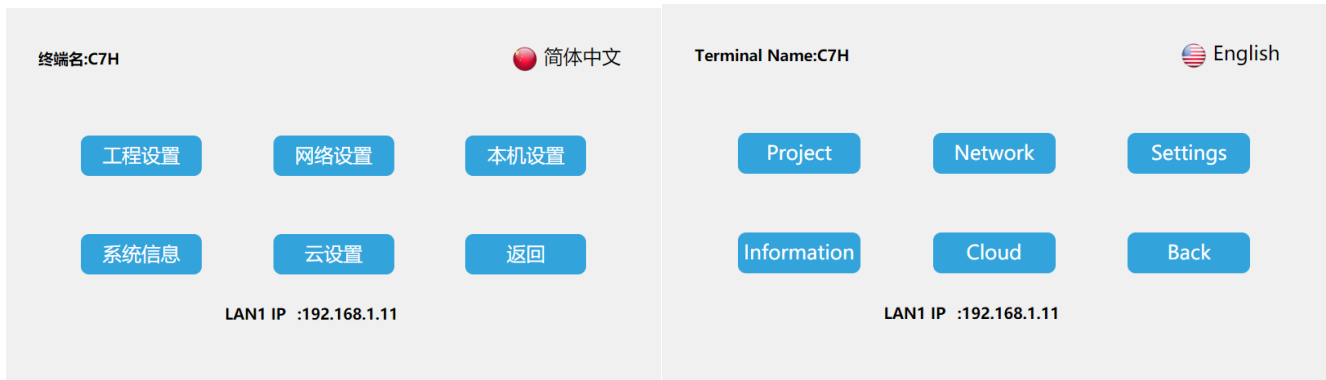 终端名:C7H
简体中文
工程设置
网络设置
本机设置
系统信息
云设置
返回
LAN1 IP :192.168.1.11
Terminal Name:C7H
English
Project
Network
Settings
Information
Cloud
Back
LAN1 IP :192.168.1.11